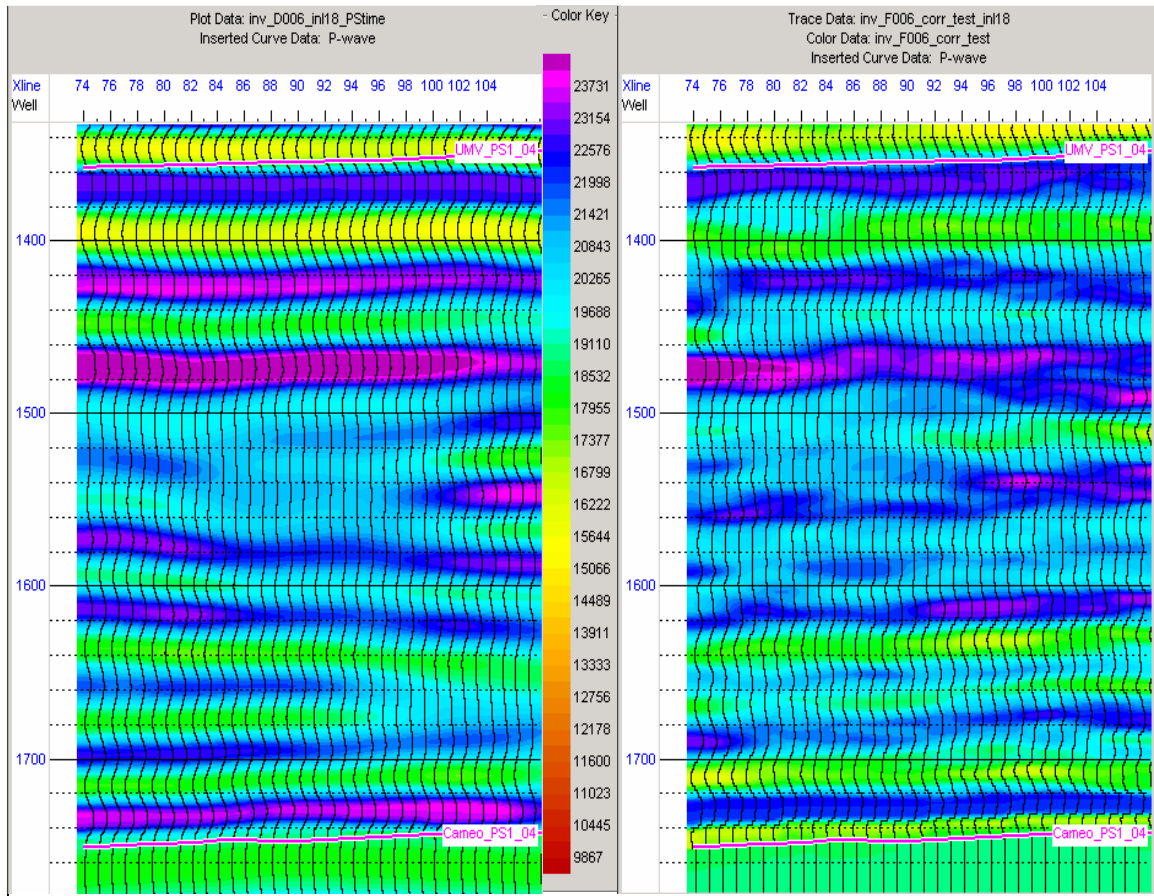 Plot Data: inv_D006_inl18_PStime
Inserted Curve Data: P-wave
- Color Key -
Trace Data: inv_F006_corr_test_inl18
Color Data: inv_F006_corr_test
Inserted Curve Data: P-wave
Xline 74 76 78 80 82 84 86 88 90 92 94 96 98 100 102 104
Well
UMV_PS1_04
1400
1500
1600
1700
Cameo_PS1_04
23731
23154
22576
21998
21421
20843
20265
19688
19110
18532
17955
17377
16799
16222
15644
15066
14489
13911
13333
12756
12178
11600
11023
10445
9867
Xline 74 76 78 80 82 84 86 88 90 92 94 96 98 100 102 104
Well
UMV_PS1_04
1400
1500
1600
1700
Cameo_PS1_04